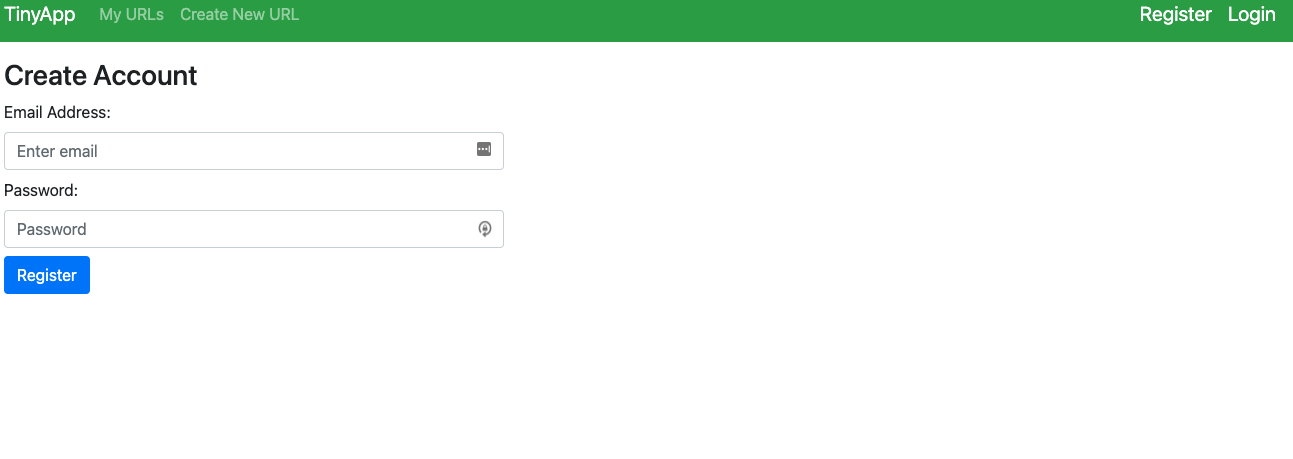 TinyApp My URLs Create New URL Register Login
Create Account
Email Address:
Enter email
Password:
Password
Register